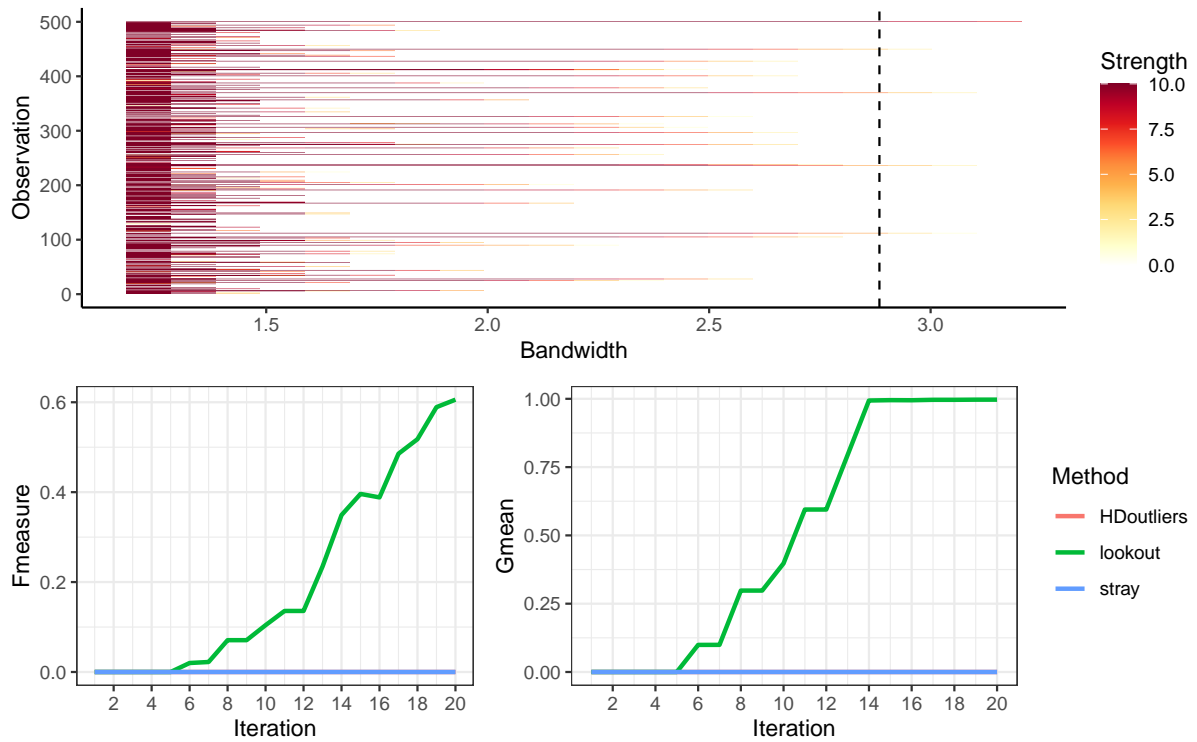 500
400
300
200
100
0
Observation
1.5 2.0 2.5 3.0
Bandwidth
Strength
10.0
7.5
5.0
2.5
0.0
0.6
0.4
0.2
0.0
Fmeasure
2 4 6 8 10 12 14 16 18 20
Iteration
1.00
0.75
0.50
0.25
0.00
Gmean
2 4 6 8 10 12 14 16 18 20
Iteration
Method
HDoutliers
lookout
stray